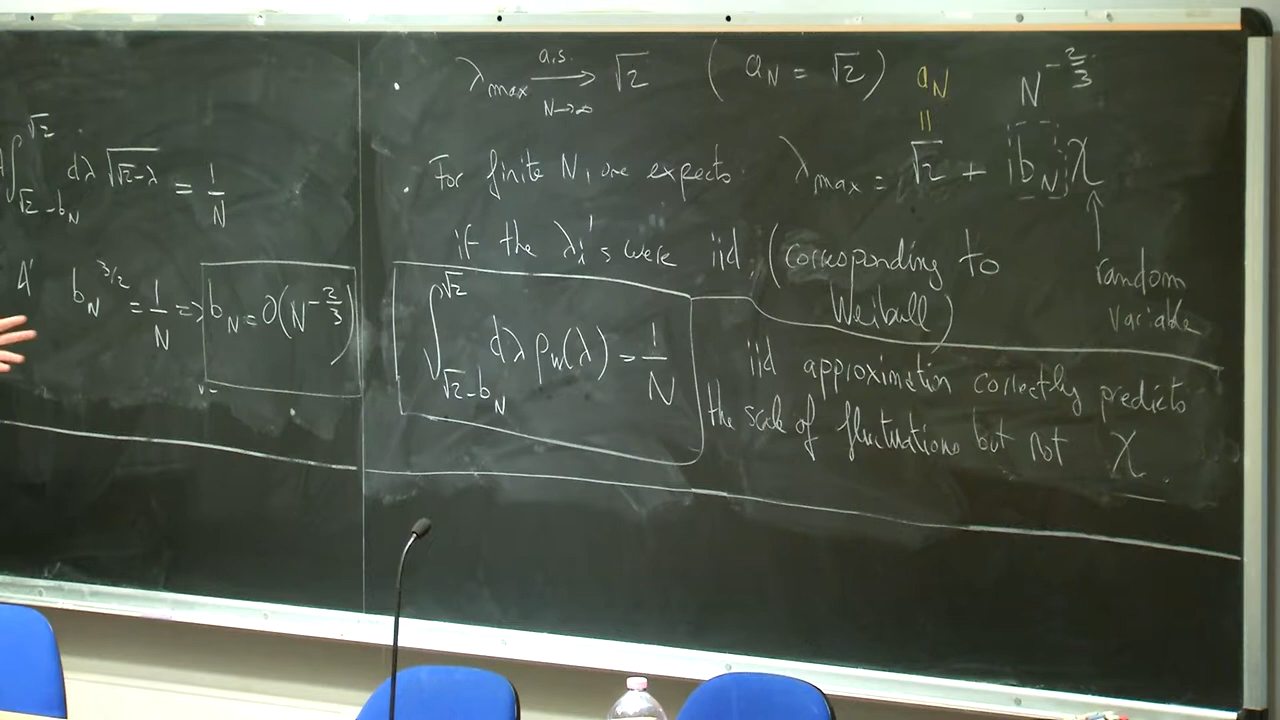 ∫_{√2-b_N}^{√2} dλ √(√2-λ) = 1/N
A' b_N^{3/2} = 1/N => b_N = O(N^{-2/3})
• λ_max →^{a.s.}_{N→∞} √2 (a_N = √2) a_N N^{-2/3}
• For finite N, one expects: λ_max = √2 + b_N χ
if the λ_i's were iid, (corresponding to
Weibull)
random
variable
∫_{√2-b_N}^{√2} dλ ρ_W(λ) = 1/N
iid approximation correctly predicts
the scale of fluctuations but not χ.